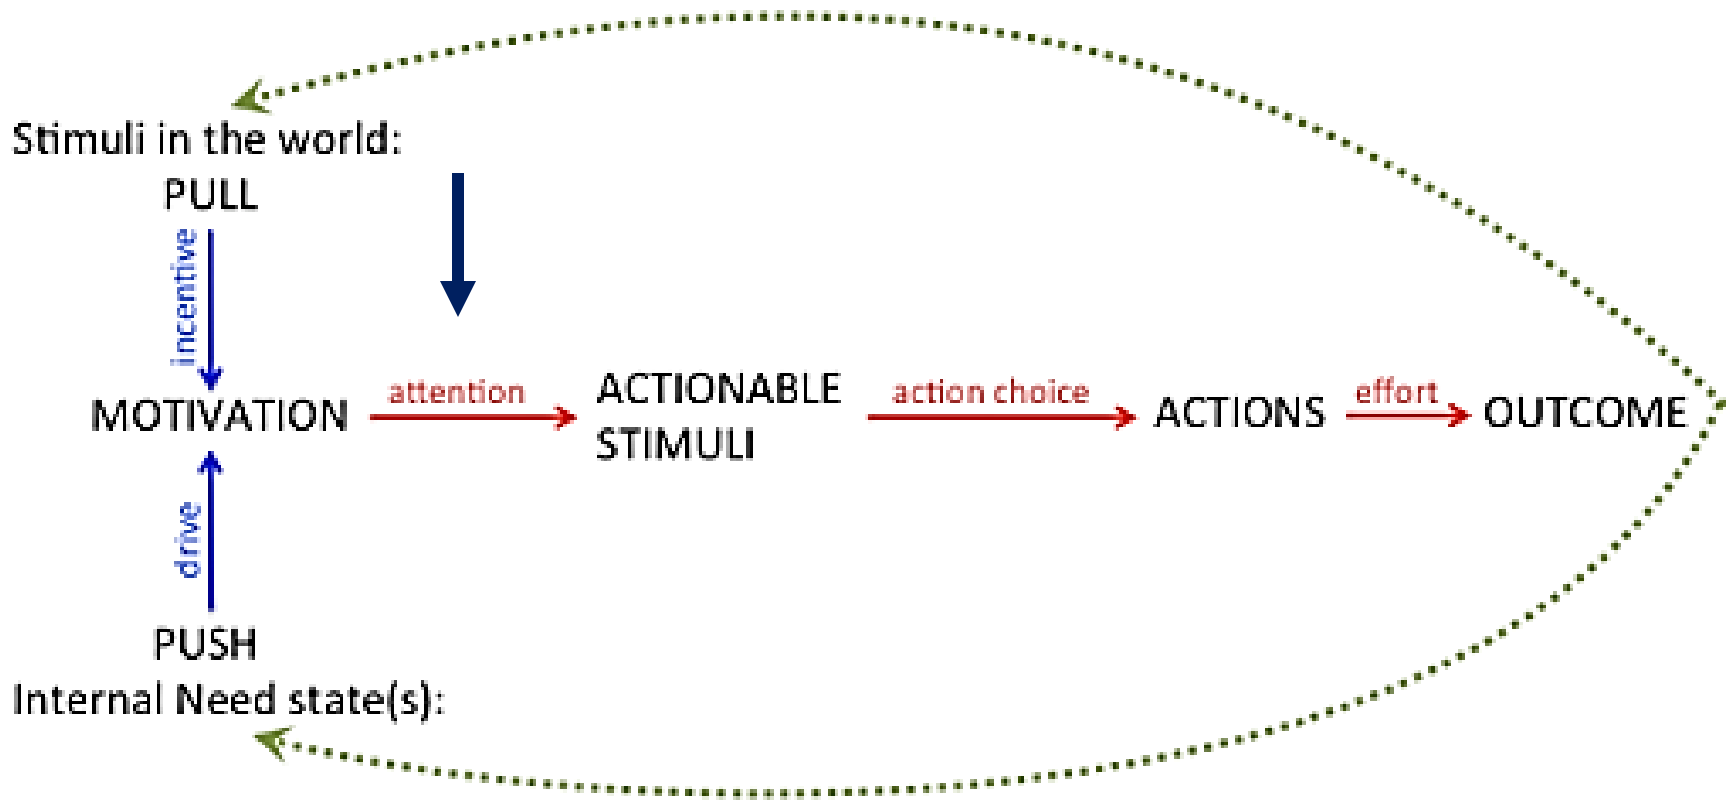 Stimuli in the world:
PULL
incentive
MOTIVATION
attention
ACTIONABLE
STIMULI
action choice
ACTIONS
effort
OUTCOME
drive
PUSH
Internal Need state(s):